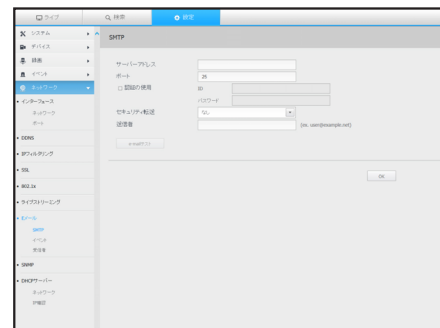 ライブ
検索
設定
システム
デバイス
録画
イベント
ネットワーク
• インターフェース
ネットワーク
ポート
• DDNS
• IPフィルタリング
• SSL
• 802.1x
• ライブストリーミング
• Eメール
SMTP
イベント
受信者
• SNMP
• DHCPサーバー
ネットワーク
IP確認
SMTP
サーバーアドレス
ポート 25
認証の使用 ID
パスワード
セキュリティ転送 なし
送信者 (ex. user@example.net)
e-mailテスト
OK